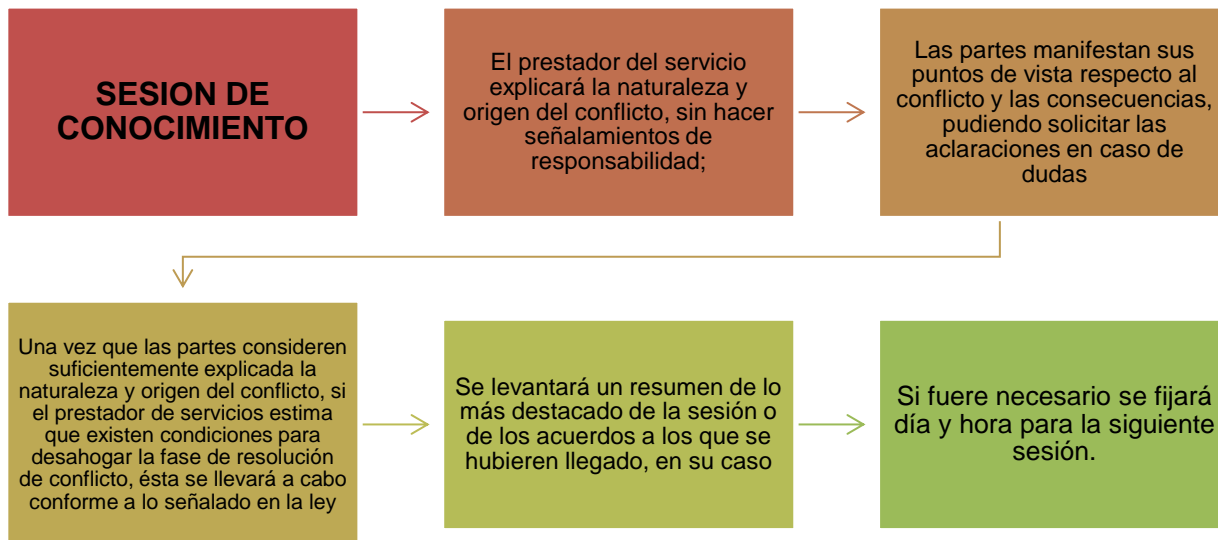 SESION DE
CONOCIMIENTO
El prestador del servicio
explicará la naturaleza y
origen del conflicto, sin hacer
señalamientos de
responsabilidad;
Las partes manifestan sus
puntos de vista respecto al
conflicto y las consecuencias,
pudiendo solicitar las
aclaraciones en caso de
dudas
Una vez que las partes consideren
suficientemente explicada la
naturaleza y origen del conflicto, si
el prestador de servicios estima
que existen condiciones para
desahogar la fase de resolución
de conflicto, ésta se llevará a cabo
conforme a lo señalado en la ley
Se levantará un resumen de lo
más destacado de la sesión o
de los acuerdos a los que se
hubieren llegado, en su caso
Si fuere necesario se fijará
día y hora para la siguiente
sesión.